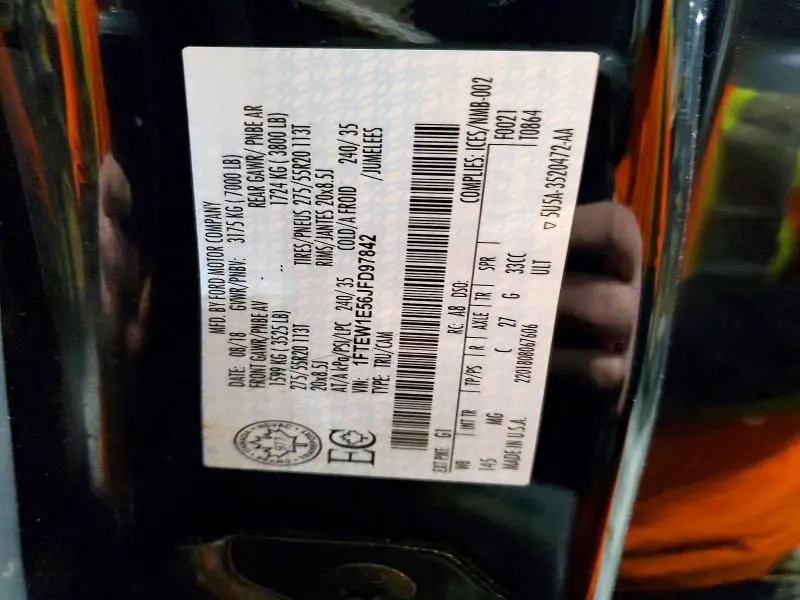 MFD. BY FORD MOTOR COMPANY
DATE: 08/18 GVWR/PNBV: 3175 KG ( 7000 LB)
FRONT GAWR/ PNBE AV REAR GAWR/ PNBE AR
1599 KG ( 3525 LB) 1724 KG ( 3800 LB)
275/55R20 113T TIRES/PNEUS 275/55R20 113T
20x8.5J RIMS/JANTES 20x8.5J
AT/A kPa/PSI/LPC 240/ 35 COLD/A FROID 240/ 35
VIN: 1FTEW1E56JFD97842 /JUMELEES
TYPE: TRU/CAM
EC
EXT PNT: G1 RC: AB DSO: COMPLIES: ICES/NMB-002
WB INT TR TP/PS R AXLE TR SPR F0021
145 MG C 27 G 33CC T0864
MADE IN U.S.A. 2201808067606 ULT
5U5A-3520472-AA